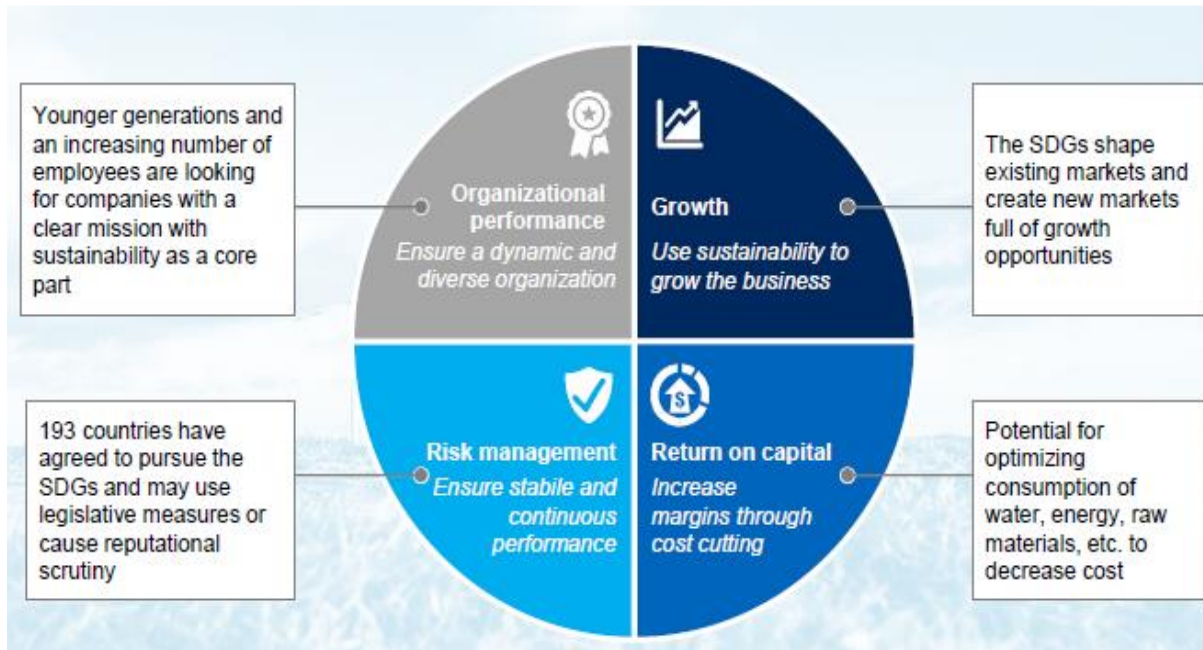 Younger generations and
an increasing number of
employees are looking
for companies with a
clear mission with
sustainability as a core
part
Organizational
performance
Ensure a dynamic and
diverse organization
Growth
Use sustainability to
grow the business
The SDGs shape
existing markets and
create new markets
full of growth
opportunities
193 countries have
agreed to pursue the
SDGs and may use
legislative measures or
cause reputational
scrutiny
Risk management
Ensure stabile and
continuous
performance
$
Return on capital
Increase
margins through
cost cutting
Potential for
optimizing
consumption of
water, energy, raw
materials, etc. to
decrease cost